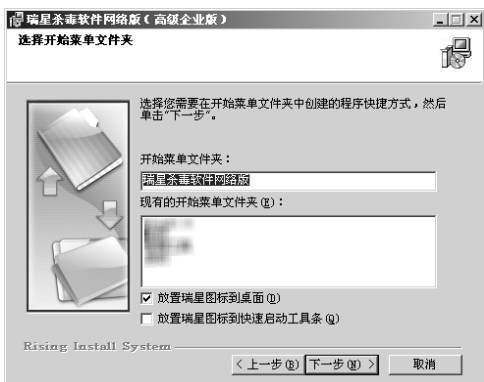 瑞星杀毒软件网络版(高级企业版)
选择开始菜单文件夹
选择您需要在开始菜单文件夹中创建的程序快捷方式，然后
单击“下一步”。
开始菜单文件夹：
瑞星杀毒软件网络版
现有的开始菜单文件夹(E)：
放置瑞星图标到桌面(D)
放置瑞星图标到快速启动工具条(Q)
Rising Install System
< 上一步(B) 下一步(N) > 取消